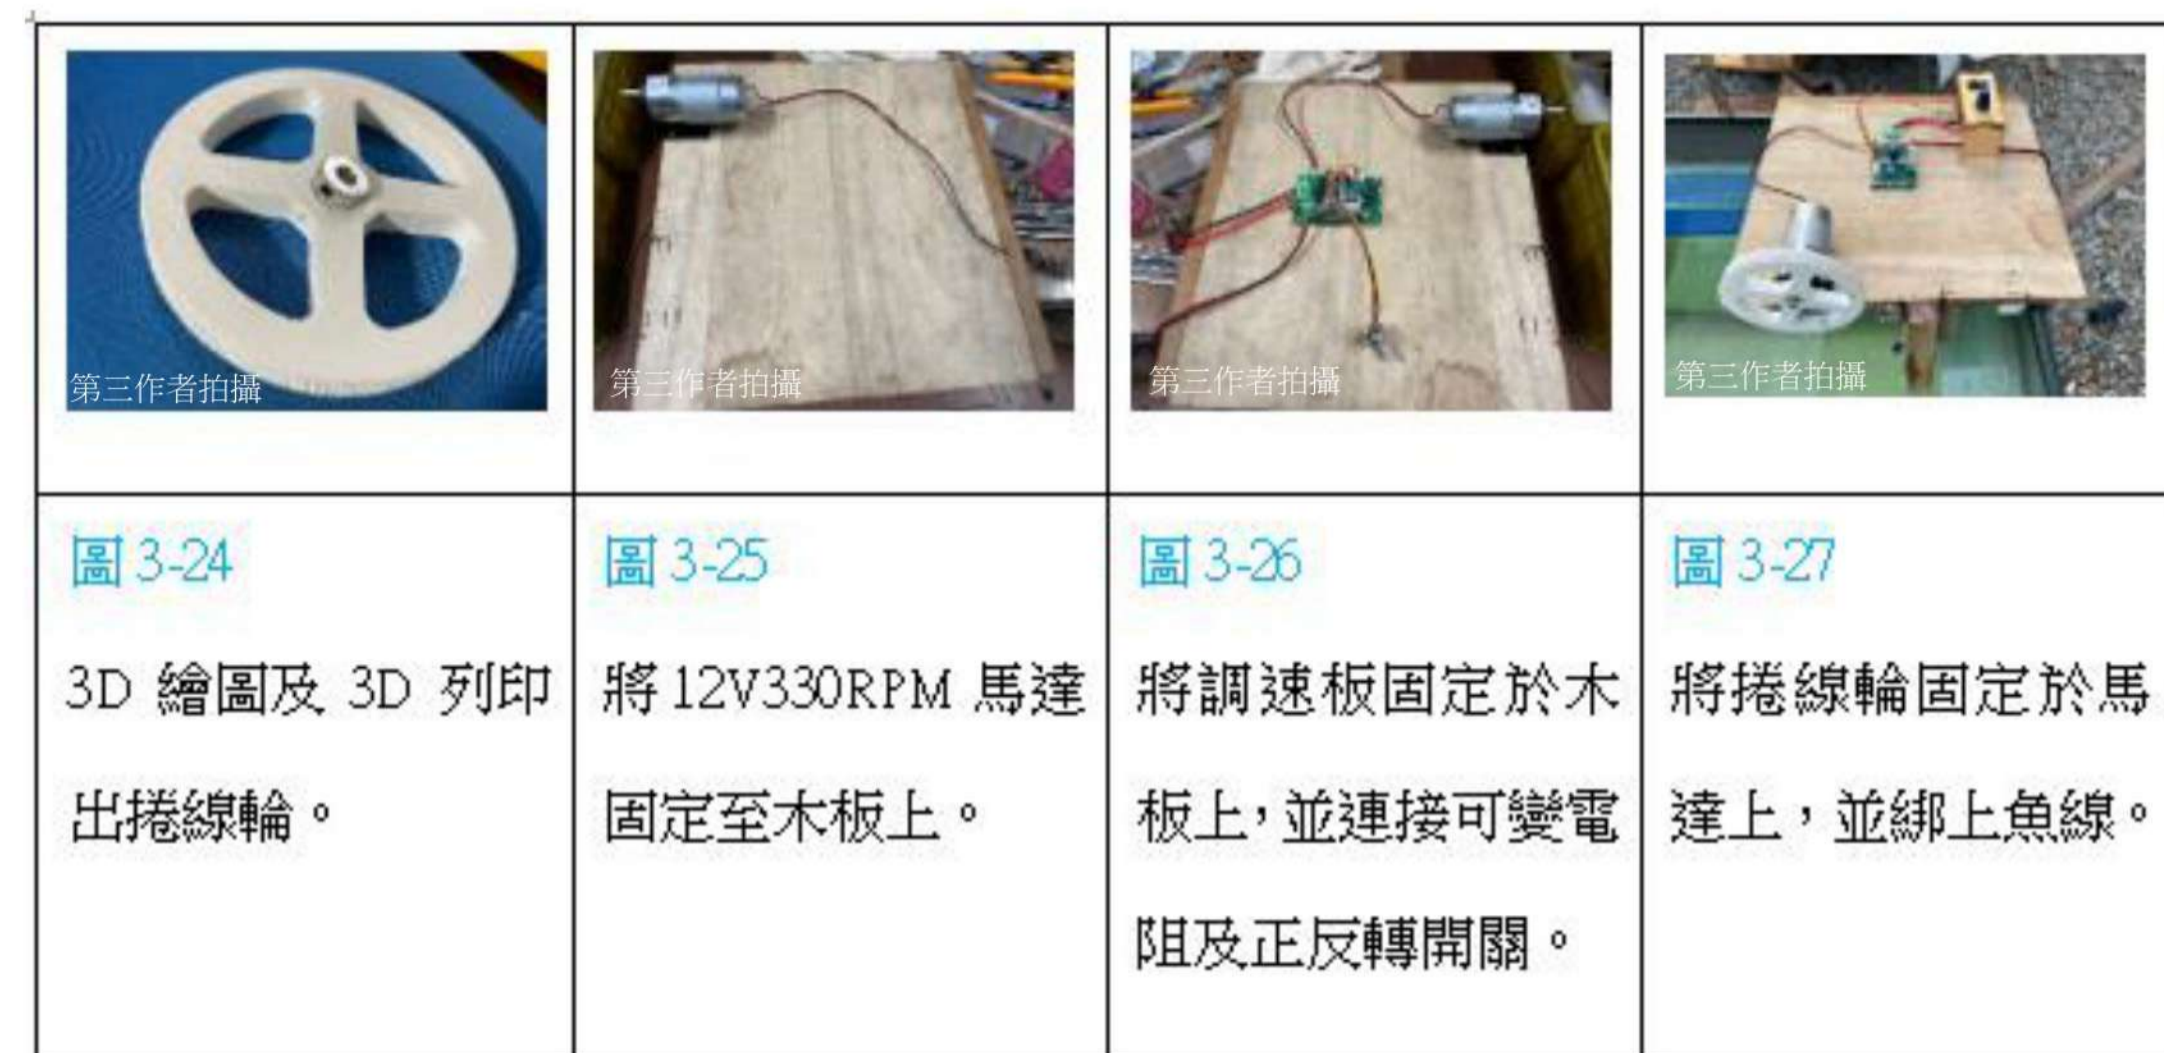 第三作者拍攝
第三作者拍攝
第三作者拍攝
第三作者拍攝
圖 3-24
3D 繪圖及 3D 列印
出捲線輪。
圖 3-25
將 12V330RPM 馬達
固定至木板上。
圖 3-26
將調速板固定於木
板上，並連接可變電
阻及正反轉開關。
圖 3-27
將捲線輪固定於馬
達上，並綁上魚線。